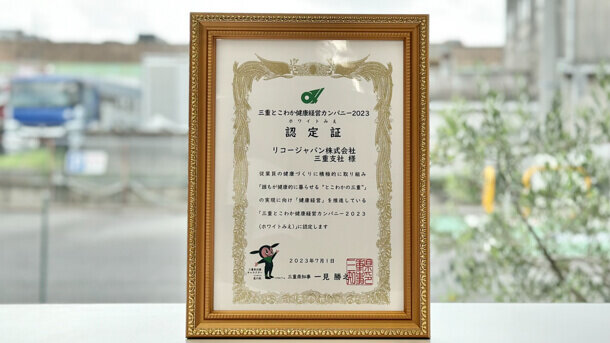 三重とこわか健康経営カンパニー2023
ホワイトみえ
認定証
リコージャパン株式会社
三重支社 様
従業員の健康づくりに積極的に取り組み
「誰もが健康的に暮らせる“とこわかの三重”」
の実現に向け「健康経営」を推進している
「三重とこわか健康経営カンパニー2023
(ホワイトみえ)」に認定します
2023年7月1日
三重県知事 一見 勝之